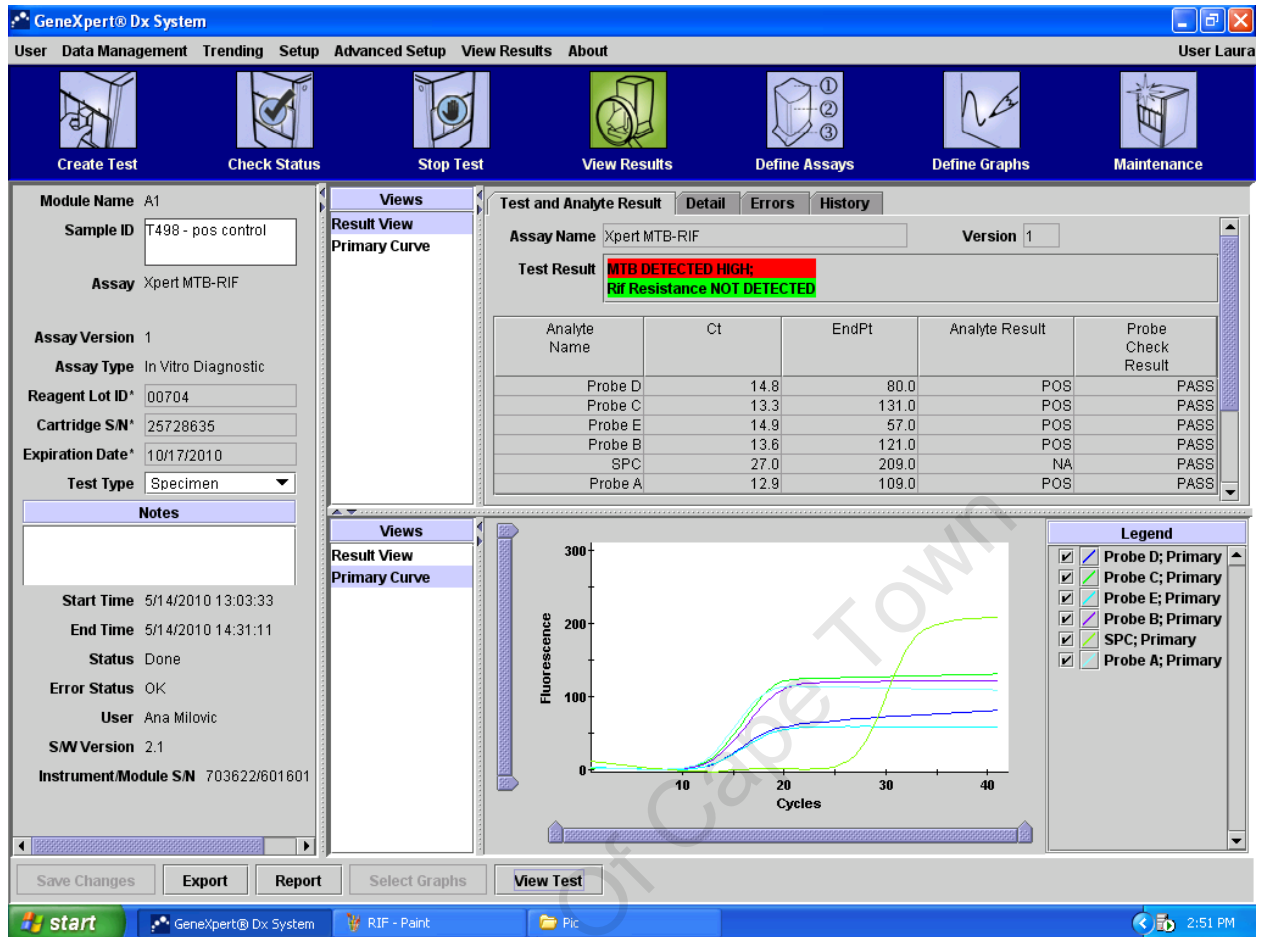 GeneXpert® Dx System
User Data Management Trending Setup Advanced Setup View Results About User Laura
Create Test Check Status Stop Test View Results Define Assays Define Graphs Maintenance
1
2
3
Module Name A1
Sample ID T498 - pos control
Assay Xpert MTB-RIF
Assay Version 1
Assay Type In Vitro Diagnostic
Reagent Lot ID* 00704
Cartridge S/N* 25728635
Expiration Date* 10/17/2010
Test Type Specimen
Notes
Start Time 5/14/2010 13:03:33
End Time 5/14/2010 14:31:11
Status Done
Error Status OK
User Ana Milovic
S/W Version 2.1
Instrument/Module S/N 703622/601601
Views
Result View
Primary Curve
Test and Analyte Result Detail Errors History
Assay Name Xpert MTB-RIF Version 1
Test Result MTB DETECTED HIGH;
Rif Resistance NOT DETECTED
Analyte Name Ct EndPt Analyte Result Probe Check Result
Probe D 14.8 80.0 POS PASS
Probe C 13.3 131.0 POS PASS
Probe E 14.9 57.0 POS PASS
Probe B 13.6 121.0 POS PASS
SPC 27.0 209.0 NA PASS
Probe A 12.9 109.0 POS PASS
Views
Result View
Primary Curve
300
200
100
0
Fluorescence
10 20 30 40
Cycles
Legend
Probe D; Primary
Probe C; Primary
Probe E; Primary
Probe B; Primary
SPC; Primary
Probe A; Primary
Of Cape Town
Save Changes Export Report Select Graphs View Test
start GeneXpert® Dx System RIF - Paint Pic 2:51 PM